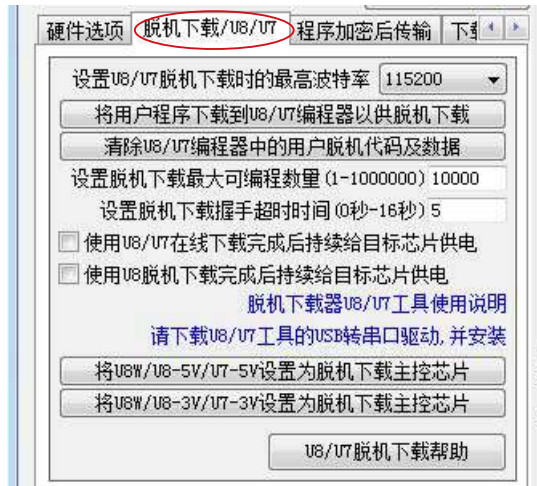 硬件选项 脱机下载/U8/U7 程序加密后传输 下载
设置U8/U7脱机下载时的最高波特率 115200
将用户程序下载到U8/U7编程器以供脱机下载
清除U8/U7编程器中的用户脱机代码及数据
设置脱机下载最大可编程数量(1-1000000) 10000
设置脱机下载握手超时时间(0秒-16秒) 5
使用U8/U7在线下载完成后持续给目标芯片供电
使用U8脱机下载完成后持续给目标芯片供电
脱机下载器U8/U7工具使用说明
请下载U8/U7工具的USB转串口驱动,并安装
将U8W/U8-5V/U7-5V设置为脱机下载主控芯片
将U8W/U8-3V/U7-3V设置为脱机下载主控芯片
U8/U7脱机下载帮助